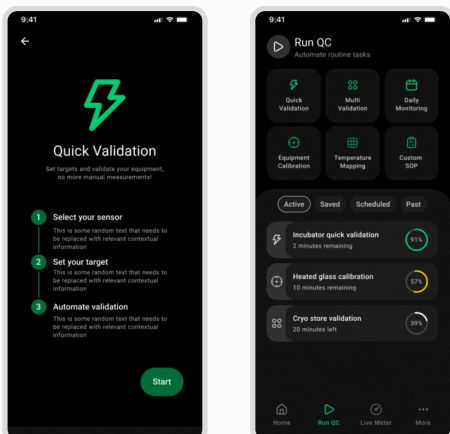 9:41
Quick Validation
Set targets and validate your equipment,
no more manual measurements!
1 Select your sensor
This is some random text that needs to
be replaced with relevant contextual
information
2 Set your target
This is some random text that needs to
be replaced with relevant contextual
information
3 Automate validation
This is some random text that needs to
be replaced with relevant contextual
information
Start
9:41
Run QC
Automate routine tasks
Quick
Validation
Multi
Validation
Daily
Monitoring
Equipment
Calibration
Temperature
Mapping
Custom
SOP
Active Saved Scheduled Past
Incubator quick validation
2 minutes remaining
91%
Heated glass calibration
10 minutes remaining
57%
Cryo store validation
20 minutes left
39%
Home Run QC Live Meter More